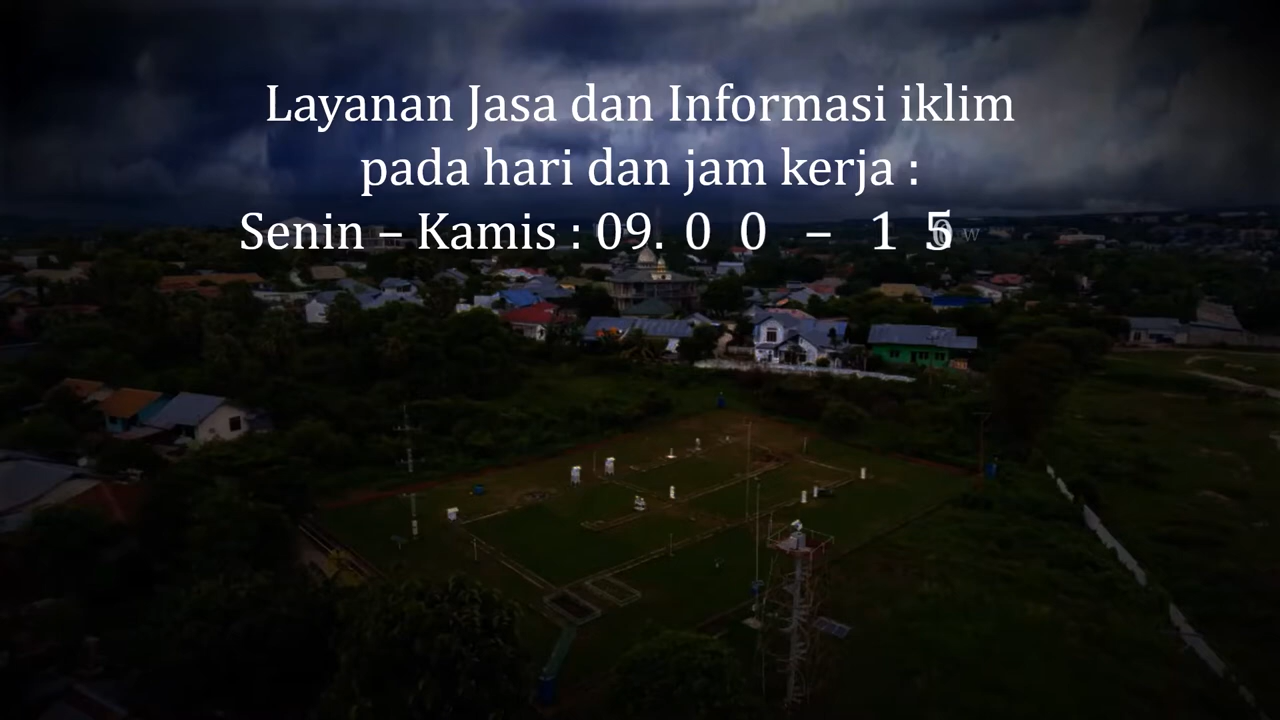 Layanan Jasa dan Informasi iklim
pada hari dan jam kerja :
Senin – Kamis : 09. 0 0 – 1 5